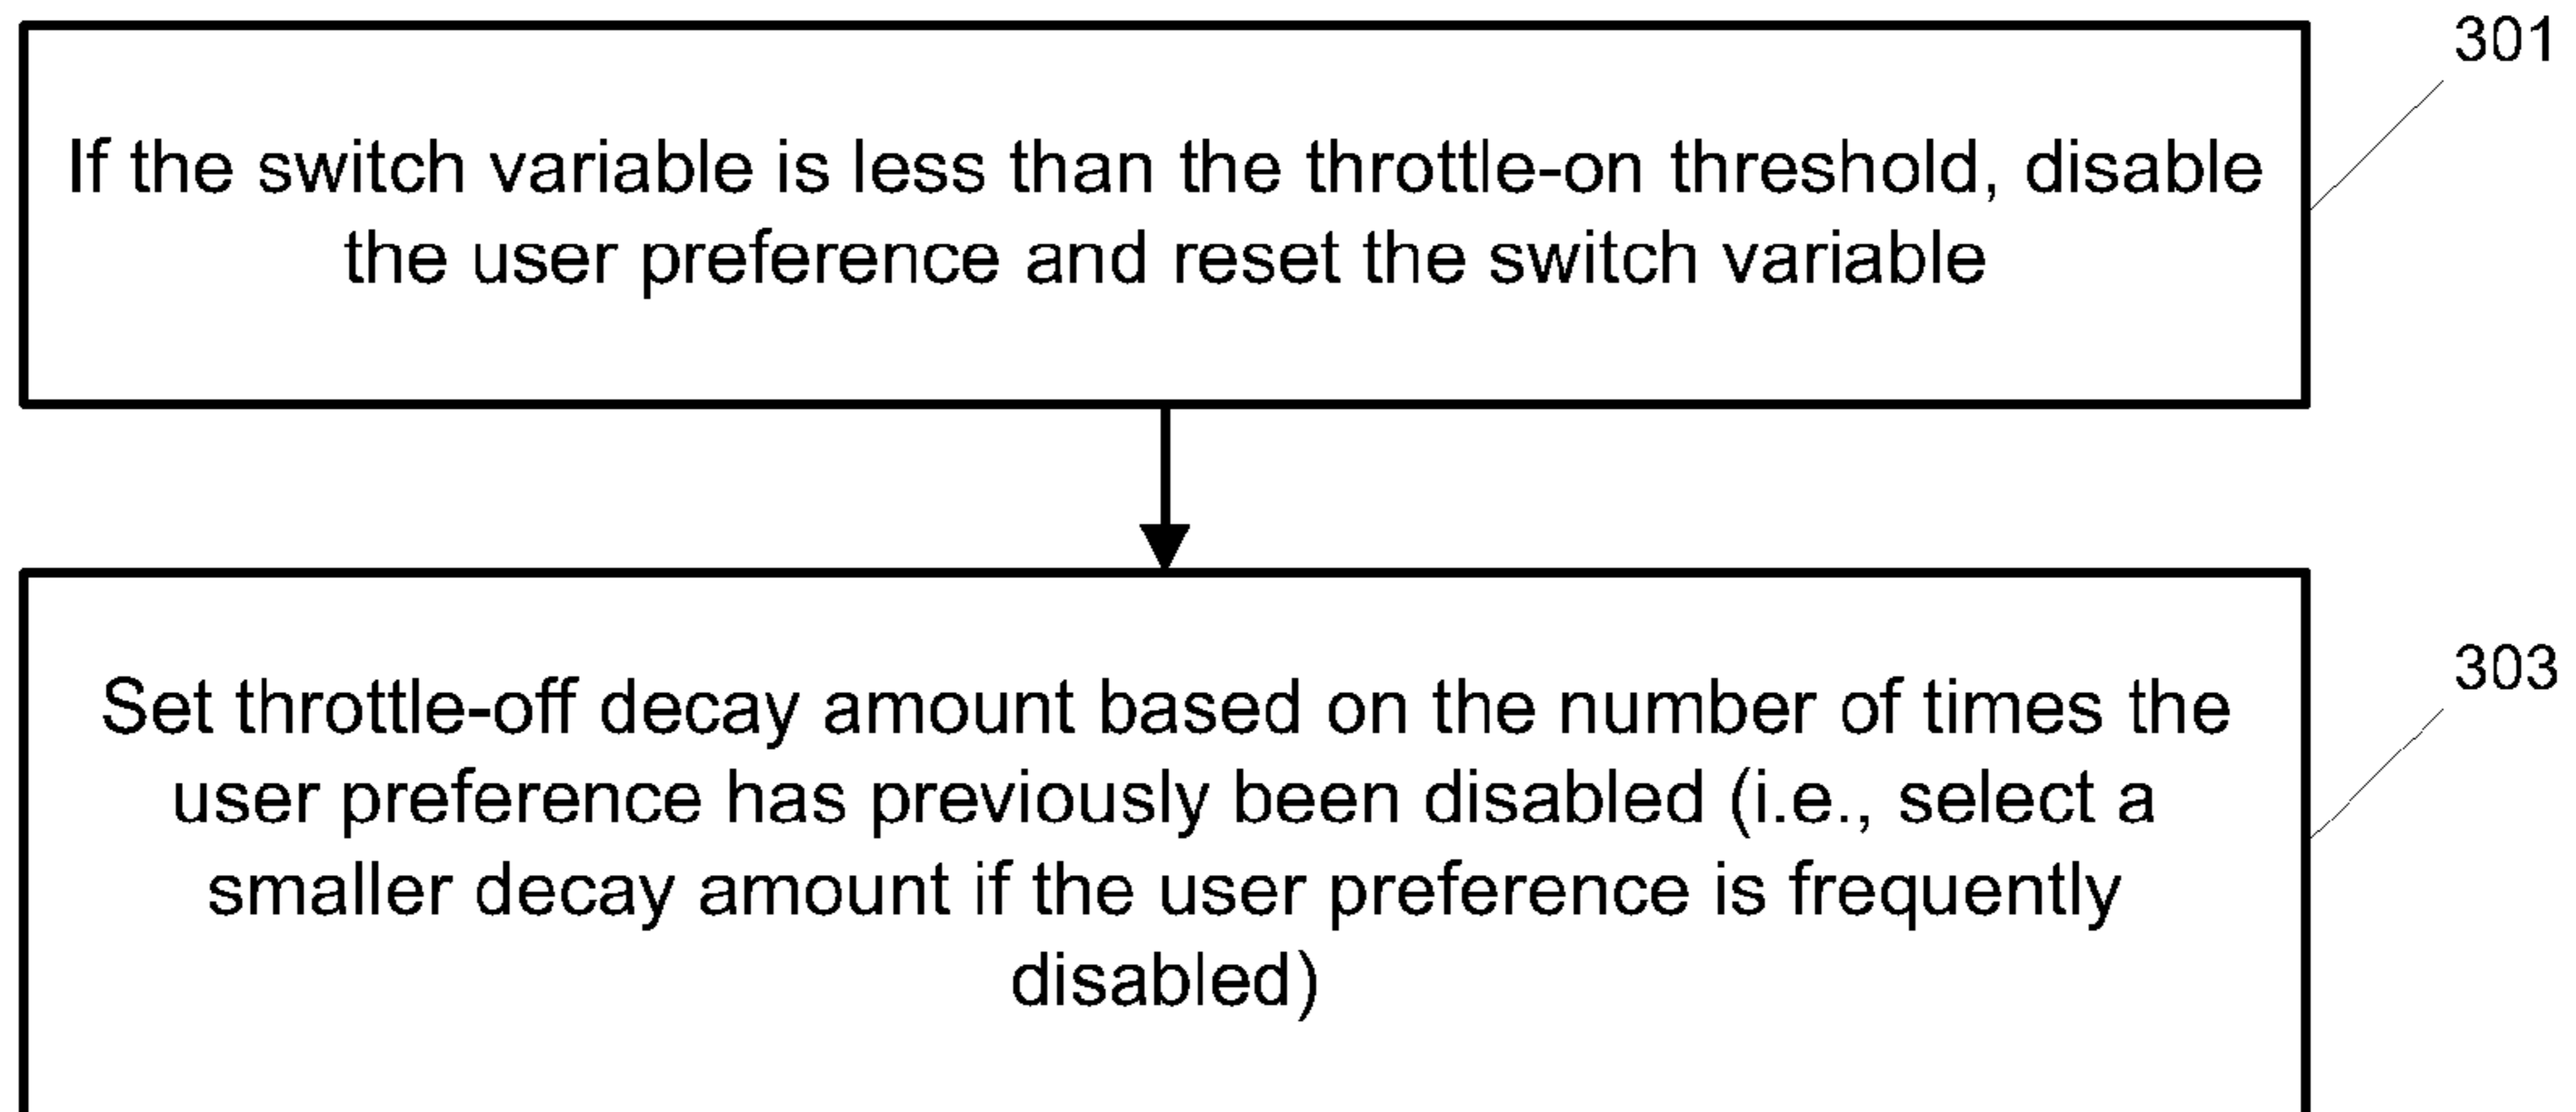 301
If the switch variable is less than the throttle-on threshold, disable
the user preference and reset the switch variable
303
Set throttle-off decay amount based on the number of times the
user preference has previously been disabled (i.e., select a
smaller decay amount if the user preference is frequently
disabled)